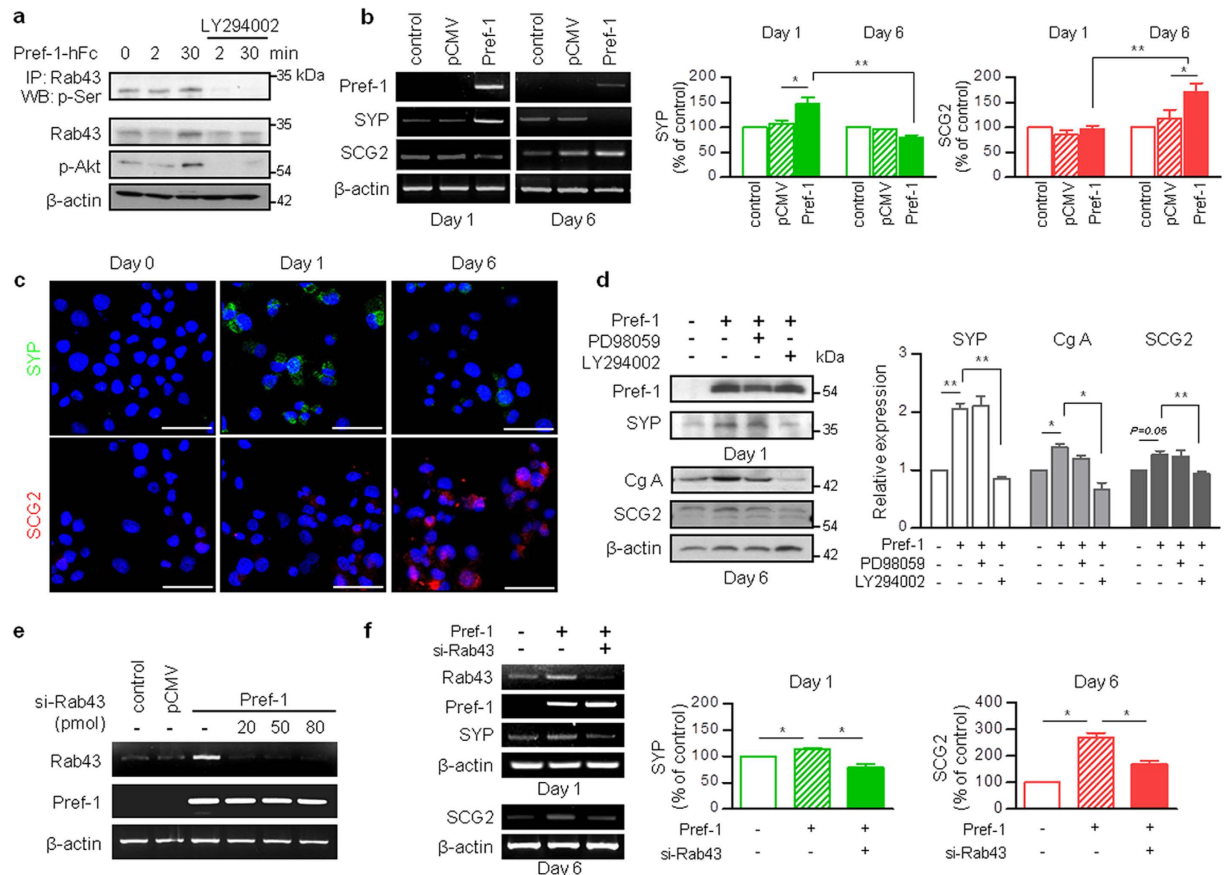 a
LY294002
Pref-1-hFc 0 2 30 2 30 min
IP: Rab43
WB: p-Ser
35 kDa
Rab43
35
p-Akt
54
β-actin
42
b
control pCMV Pref-1 control pCMV Pref-1
Pref-1
SYP
SCG2
β-actin
Day 1 Day 6
Day 1 Day 6
**
*
SYP
(% of control)
200
150
100
50
0
control pCMV Pref-1 control pCMV Pref-1
Day 1 Day 6
**
*
SCG2
(% of control)
200
150
100
50
0
control pCMV Pref-1 control pCMV Pref-1
c
Day 0 Day 1 Day 6
SYP
SCG2
d
Pref-1 - + + +
PD98059 - - + -
LY294002 - - - +
kDa
Pref-1
54
SYP
35
Day 1
Cg A
42
SCG2
54
β-actin
42
Day 6
SYP Cg A SCG2
Relative expression
3
2
1
0
** **
* *
P=0.05 **
Pref-1 - + + + - + + + - + + +
PD98059 - - + - - - + - - - + -
LY294002 - - - + - - - + - - - +
e
control pCMV Pref-1
si-Rab43
(pmol)
- - - 20 50 80
Rab43
Pref-1
β-actin
f
Pref-1 - + +
si-Rab43 - - +
Rab43
Pref-1
SYP
β-actin
Day 1
SCG2
β-actin
Day 6
Day 1
* *
SYP
(% of control)
200
150
100
50
0
Pref-1 - + +
si-Rab43 - - +
Day 6
* *
SCG2
(% of control)
400
300
200
100
0
Pref-1 - + +
si-Rab43 - - +